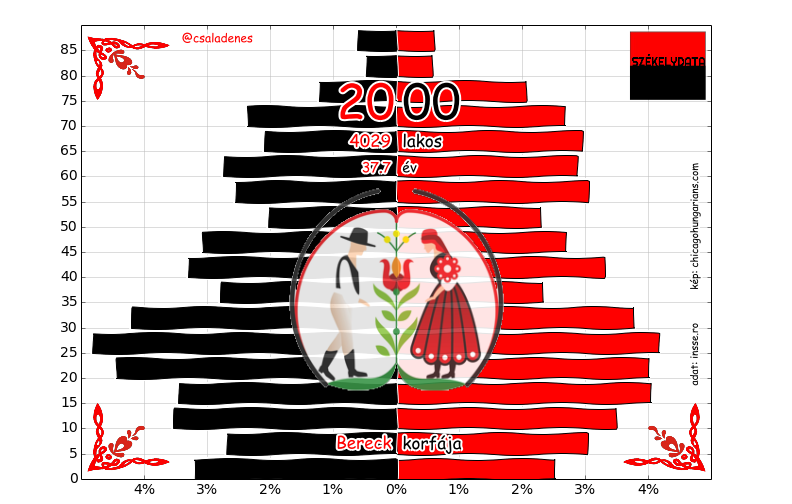 @csaladenes
SZÉKELYDATA
20 00
4029 lakos
37.7 év
kép: chicagohungarians.com
adat: insse.ro
Bereck korfája
85
80
75
70
65
60
55
50
45
40
35
30
25
20
15
10
5
0
4% 3% 2% 1% 0% 1% 2% 3% 4%